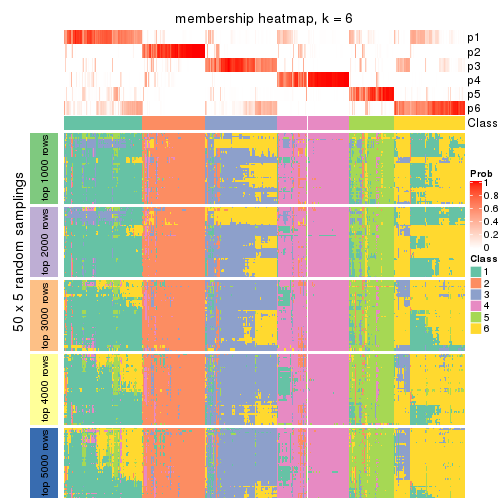 membership heatmap, k = 6
p1
p2
p3
p4
p5
p6
Class
50 x 5 random samplings
top 1000 rows
top 2000 rows
top 3000 rows
top 4000 rows
top 5000 rows
Prob
1
0.8
0.6
0.4
0.2
0
Class
1
2
3
4
5
6